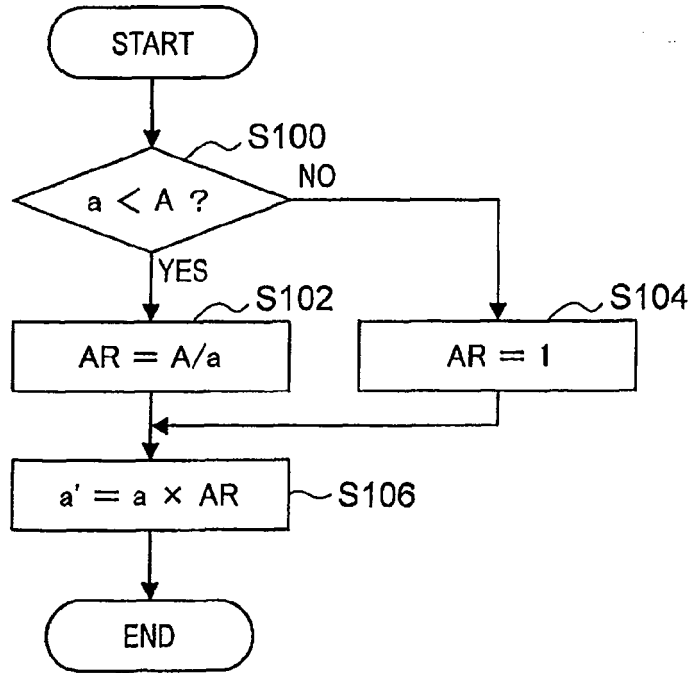 START
S100
a < A ?
NO
YES
S102
S104
AR = A/a
AR = 1
a' = a × AR
S106
END